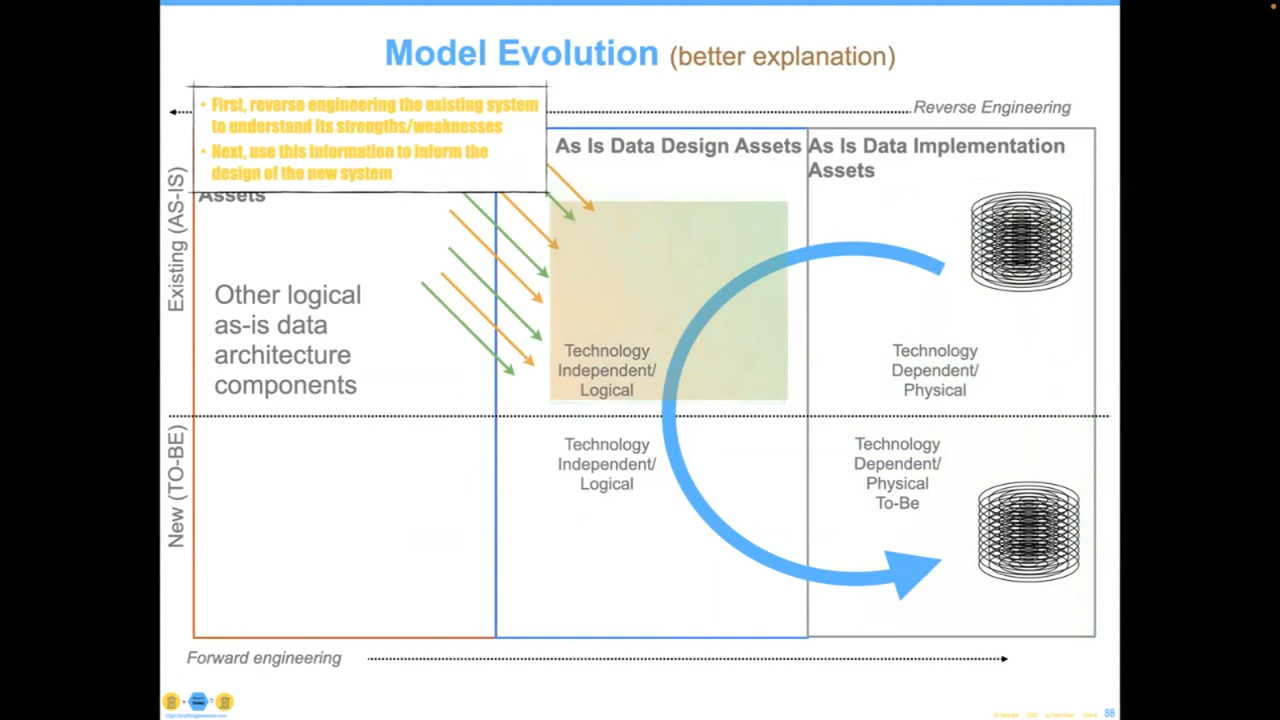 Model Evolution (better explanation)
Reverse Engineering
• First, reverse engineering the existing system
to understand its strengths/weaknesses
• Next, use this information to inform the
design of the new system
Assets
As Is Data Design Assets
As Is Data Implementation
Assets
Existing (AS-IS)
Other logical
as-is data
architecture
components
Technology
Independent/
Logical
Technology
Dependent/
Physical
New (TO-BE)
Technology
Independent/
Logical
Technology
Dependent/
Physical
To-Be
Forward engineering
88